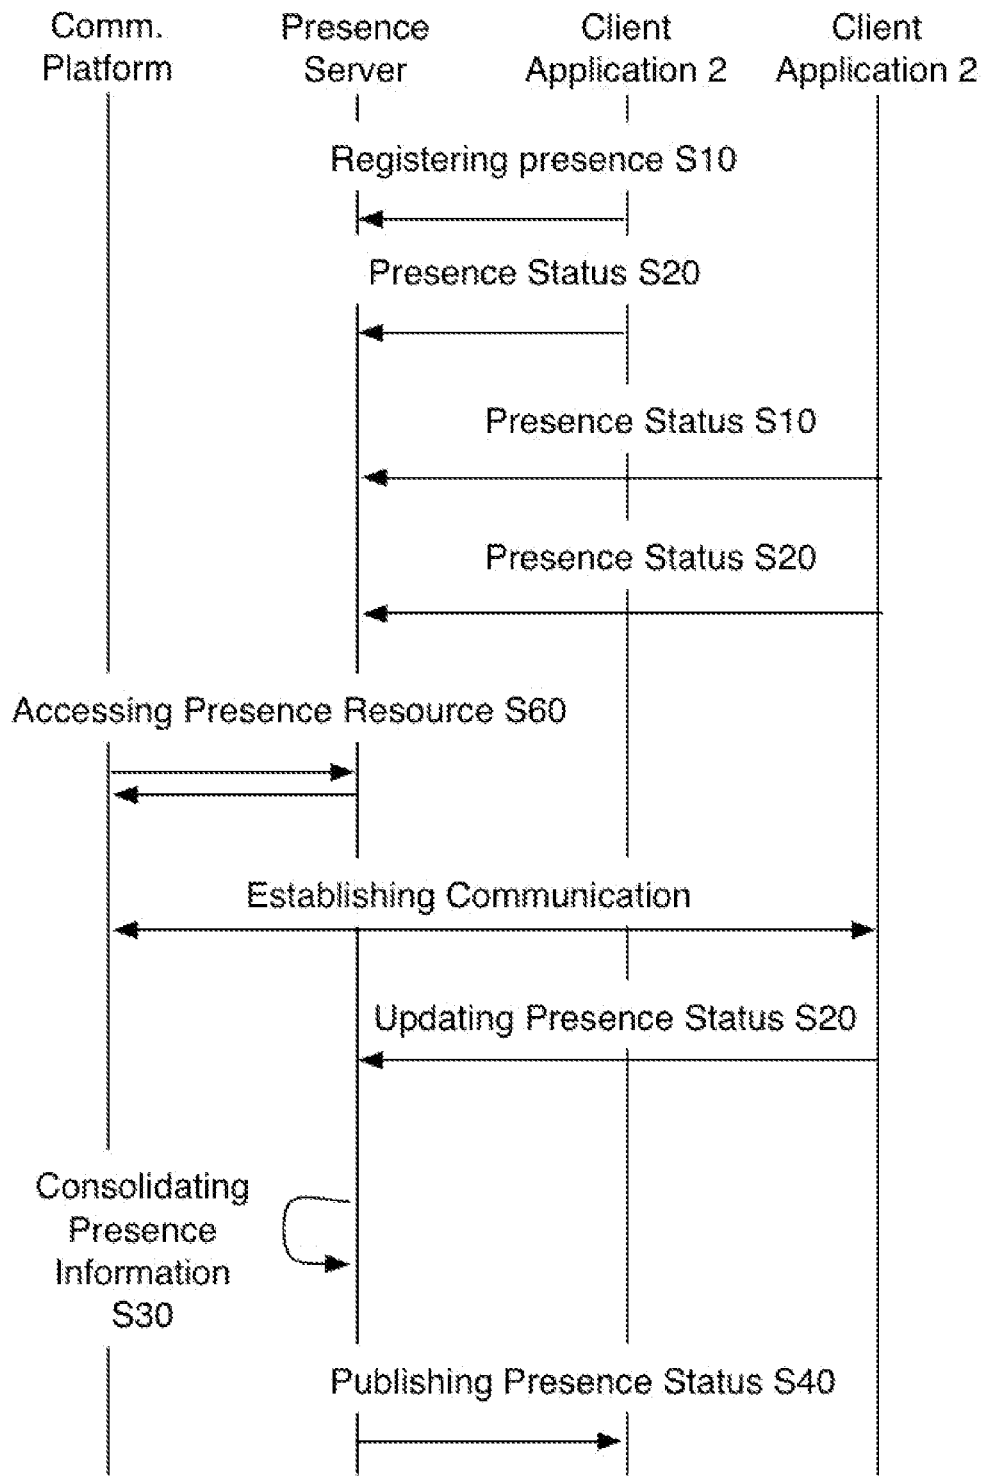 Comm.
Platform
Presence
Server
Client
Application 2
Client
Application 2
Registering presence S10
Presence Status S20
Presence Status S10
Presence Status S20
Accessing Presence Resource S60
Establishing Communication
Updating Presence Status S20
Consolidating
Presence
Information
S30
Publishing Presence Status S40